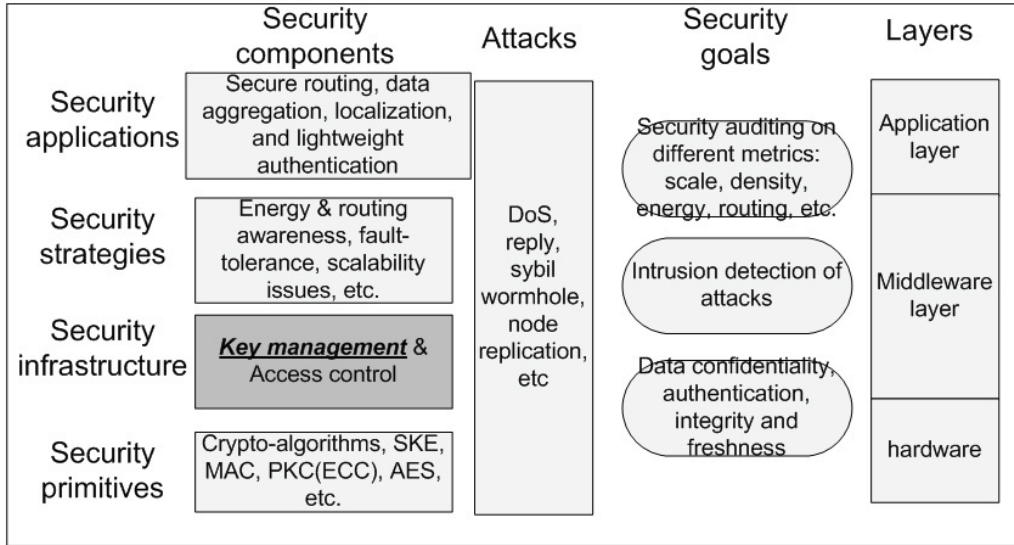 Security
components
Attacks
Security
goals
Layers
Security
applications
Secure routing, data
aggregation, localization,
and lightweight
authentication
Security
strategies
Energy & routing
awareness, fault-
tolerance, scalability
issues, etc.
Security
infrastructure
Key management &
Access control
Security
primitives
Crypto-algorithms, SKE,
MAC, PKC(ECC), AES,
etc.
DoS,
reply,
sybil
wormhole,
node
replication,
etc
Security auditing on
different metrics:
scale, density,
energy, routing, etc.
Intrusion detection of
attacks
Data confidentiality,
authentication,
integrity and
freshness
Application
layer
Middleware
layer
hardware